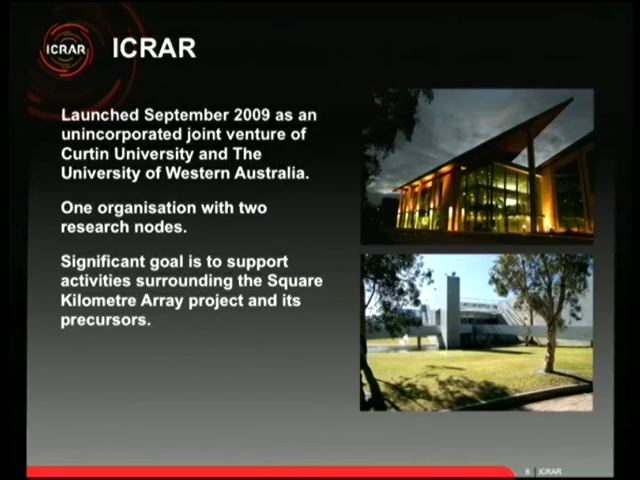 ICRAR
ICRAR
Launched September 2009 as an
unincorporated joint venture of
Curtin University and The
University of Western Australia.
One organisation with two
research nodes.
Significant goal is to support
activities surrounding the Square
Kilometre Array project and its
precursors.
6 ICRAR